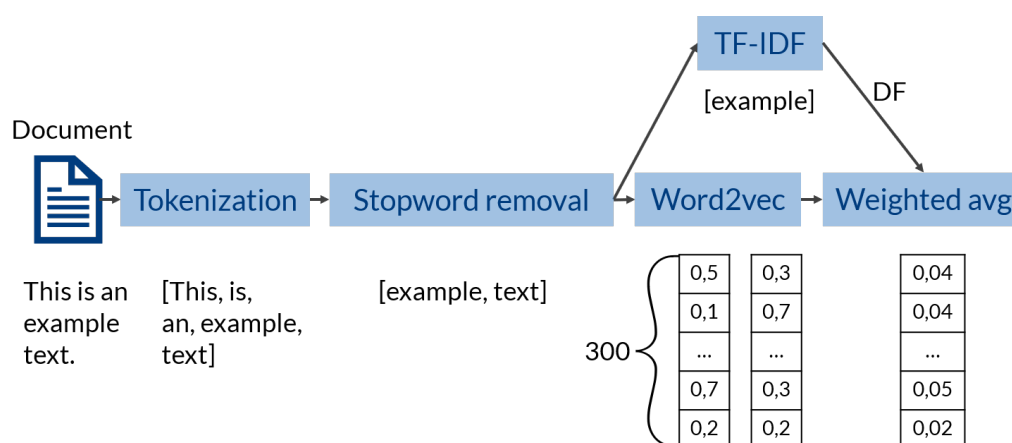 TF-IDF
[example]
DF
Document
Tokenization
Stopword removal
Word2vec
Weighted avg
This is an
example
text.
[This, is,
an, example,
text]
[example, text]
300
0,5 0,3 0,04
0,1 0,7 0,04
... ... ...
0,7 0,3 0,05
0,2 0,2 0,02